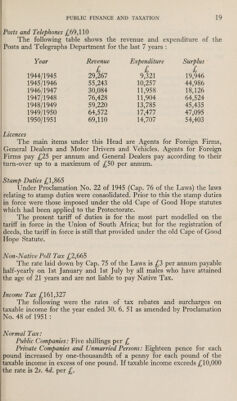 PUBLIC FINANCE AND TAXATION 19
Posts and Telephones £69,110
The following table shows the revenue and expenditure of the
Posts and Telegraphs Department for the last 7 years :
Year Revenue Expenditure Surplus
£ £ £
1944/1945 29,267 9,321 19,946
1945/1946 55,243 10,257 44,986
1946/1947 30,084 11,958 18,126
1947/1948 76,428 11,904 64,524
1948/1949 59,220 13,785 45,435
1949/1950 64,572 17,477 47,095
1950/1951 69,110 14,707 54,403
Licences
The main items under this Head are Agents for Foreign Firms,
General Dealers and Motor Drivers and Vehicles. Agents for Foreign
Firms pay £25 per annum and General Dealers pay according to their
turn-over up to a maximum of £50 per annum.
Stamp Duties £1,865
Under Proclamation No. 22 of 1945 (Cap. 76 of the Laws) the laws
relating to stamp duties were consolidated. Prior to this the stamp duties
in force were those imposed under the old Cape of Good Hope statutes
which had been applied to the Protectorate.
The present tariff of duties is for the most part modelled on the
tariff in force in the Union of South Africa; but for the registration of
deeds, the tariff in force is still that provided under the old Cape of Good
Hope Statute.
Non-Native Poll Tax £2,665
The rate laid down by Cap. 75 of the Laws is £3 per annum payable
half-yearly on 1st January and 1st July by all males who have attained
the age of 21 years and are not liable to pay Native Tax.
Income Tax £161,327
The following were the rates of tax rebates and surcharges on
taxable income for the year ended 30. 6. 51 as amended by Proclamation
No. 48 of 1951 :
Normal Tax:
Public Companies: Five shillings per £
Private Companies and Unmarried Persons: Eighteen pence for each
pound increased by one-thousandth of a penny for each pound of the
taxable income in excess of one pound. If taxable income exceeds £10,000
the rate is 2s. 4d. per £.